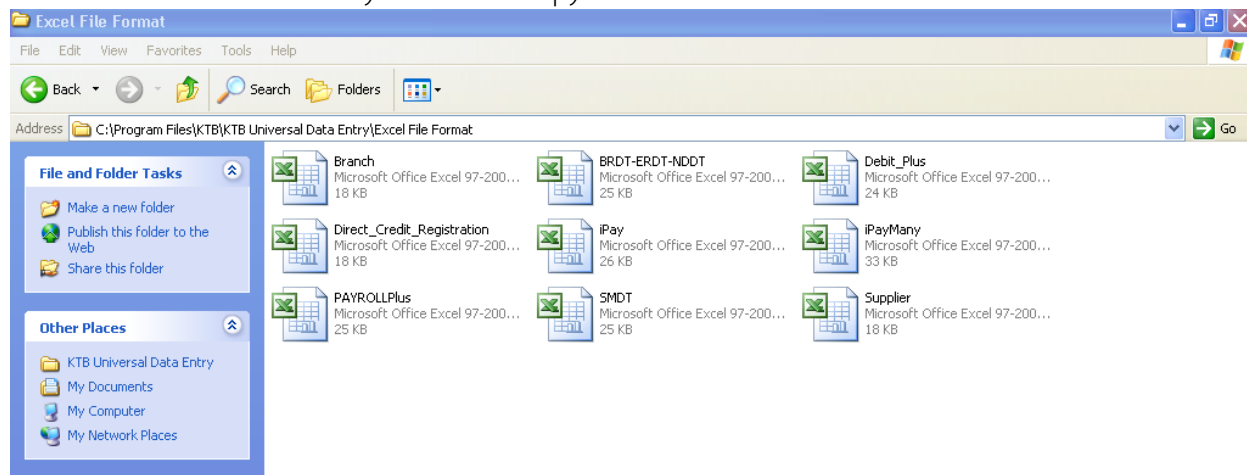 Excel File Format
File Edit View Favorites Tools Help
Back Search Folders
Address C:\Program Files\KTB\KTB Universal Data Entry\Excel File Format Go
File and Folder Tasks
Make a new folder
Publish this folder to the
Web
Share this folder
Other Places
KTB Universal Data Entry
My Documents
My Computer
My Network Places
Branch
Microsoft Office Excel 97-200...
18 KB
BRDT-ERDT-NDDT
Microsoft Office Excel 97-200...
25 KB
Debit_Plus
Microsoft Office Excel 97-200...
24 KB
Direct_Credit_Registration
Microsoft Office Excel 97-200...
18 KB
iPay
Microsoft Office Excel 97-200...
26 KB
iPayMany
Microsoft Office Excel 97-200...
33 KB
PAYROLLPlus
Microsoft Office Excel 97-200...
25 KB
SMDT
Microsoft Office Excel 97-200...
25 KB
Supplier
Microsoft Office Excel 97-200...
18 KB